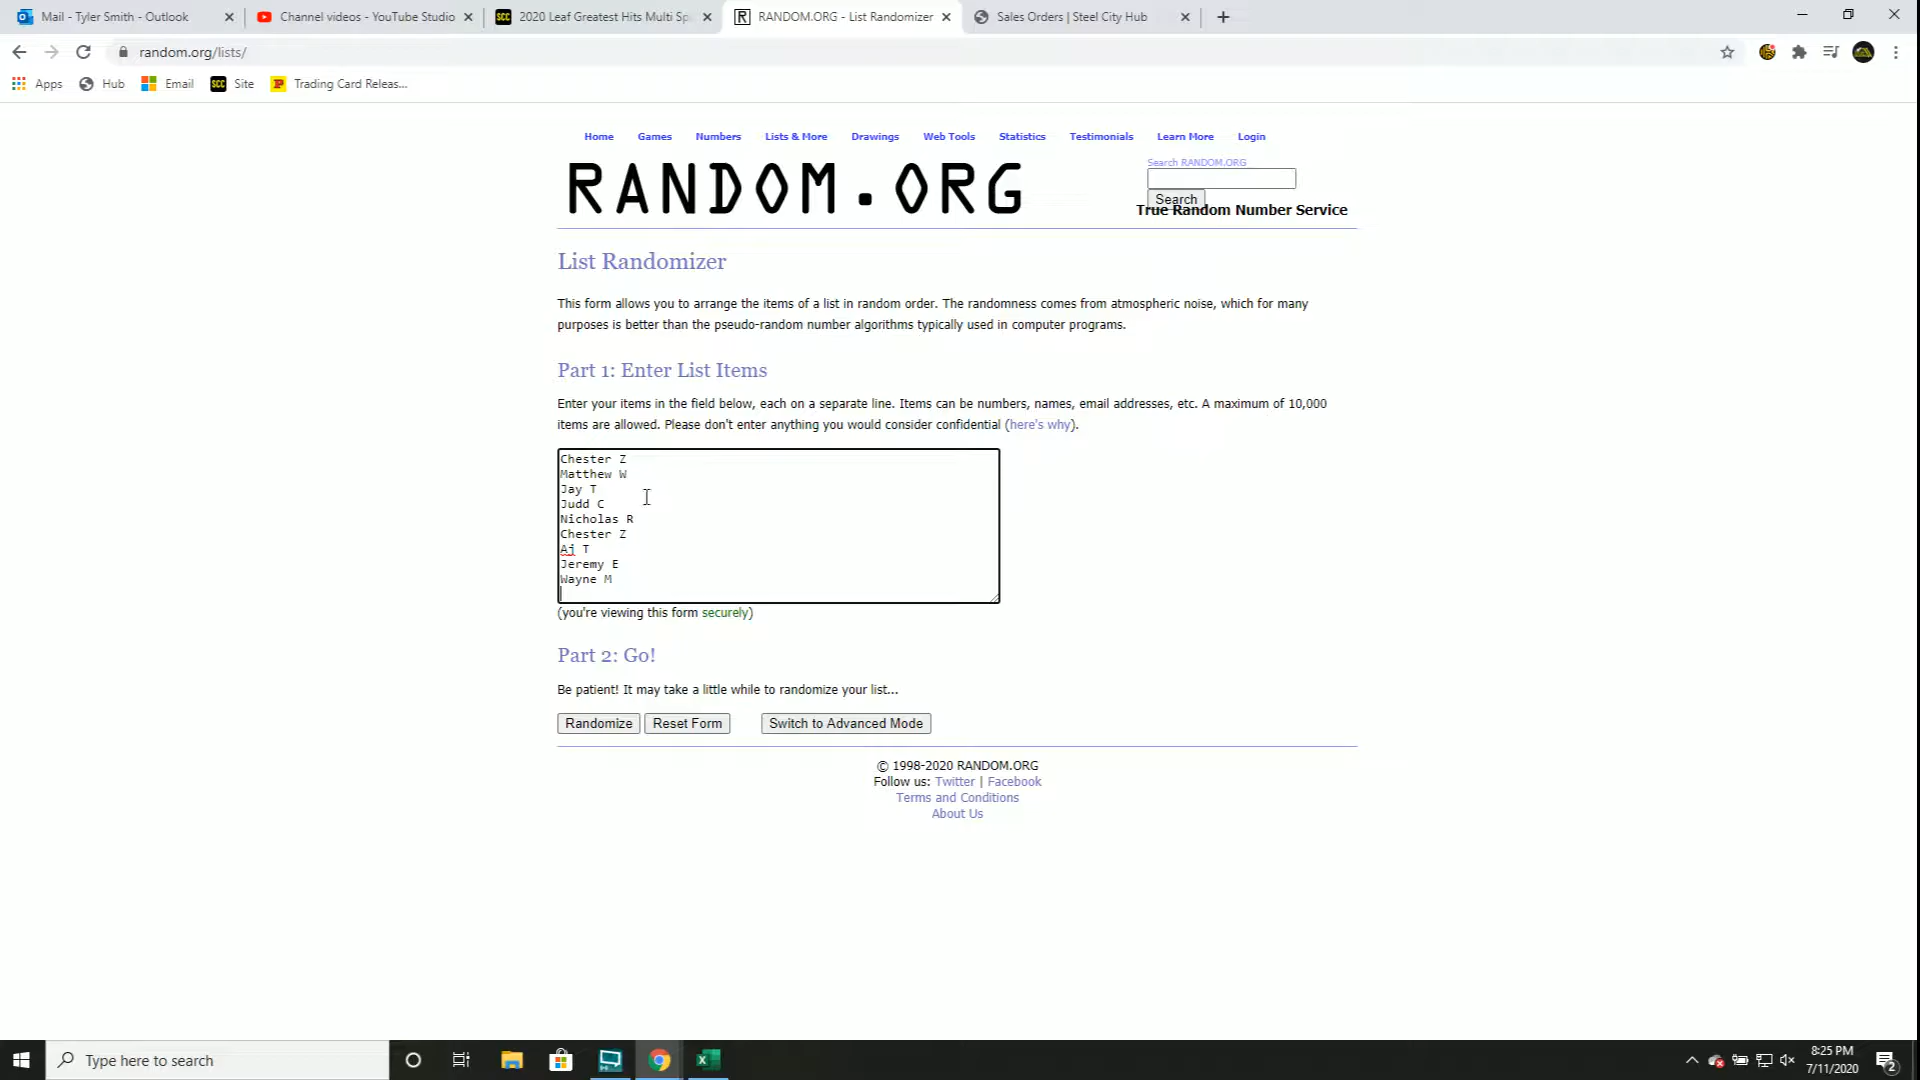 Mail - Tyler Smith - Outlook
Channel videos - YouTube Studio
SCC 2020 Leaf Greatest Hits Multi Sp
R RANDOM.ORG - List Randomizer
Sales Orders | Steel City Hub
random.org/lists/
Apps Hub Email SCC Site Trading Card Releas...
Home Games Numbers Lists & More Drawings Web Tools Statistics Testimonials Learn More Login
RANDOM.ORG
Search RANDOM.ORG
Search
True Random Number Service
List Randomizer
This form allows you to arrange the items of a list in random order. The randomness comes from atmospheric noise, which for many
purposes is better than the pseudo-random number algorithms typically used in computer programs.
Part 1: Enter List Items
Enter your items in the field below, each on a separate line. Items can be numbers, names, email addresses, etc. A maximum of 10,000
items are allowed. Please don't enter anything you would consider confidential (here's why).
Chester Z
Matthew W
Jay T
Judd C
Nicholas R
Chester Z
Aj T
Jeremy E
Wayne M
(you're viewing this form securely)
Part 2: Go!
Be patient! It may take a little while to randomize your list...
Randomize Reset Form Switch to Advanced Mode
© 1998-2020 RANDOM.ORG
Follow us: Twitter | Facebook
Terms and Conditions
About Us
Type here to search
8:25 PM
7/11/2020
2